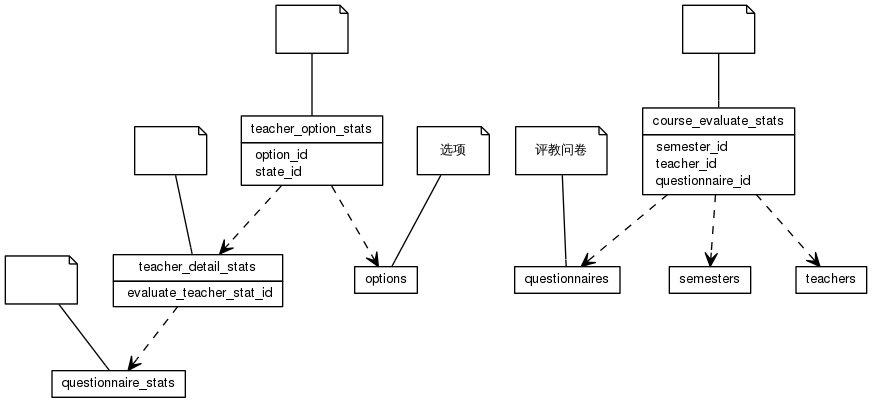 teacher_option_stats
option_id
state_id
选项
评教问卷
course_evaluate_stats
semester_id
teacher_id
questionnaire_id
teacher_detail_stats
evaluate_teacher_stat_id
options
questionnaires
semesters
teachers
questionnaire_stats